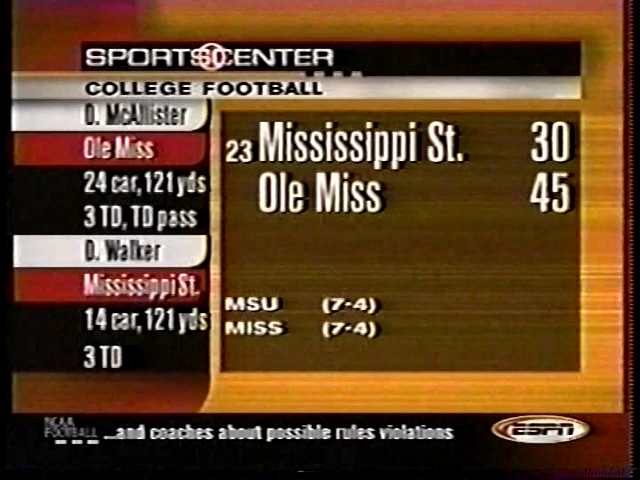 SPORTSCENTER
COLLEGE FOOTBALL
D. McAllister
Ole Miss
24 car, 121 yds
3 TD, TD pass
D. Walker
Mississippi St.
14 car, 121 yds
3 TD
23 Mississippi St. 30
Ole Miss 45
MSU (7-4)
MISS (7-4)
NCAA FOOTBALL ...and coaches about possible rules violations
ESPN